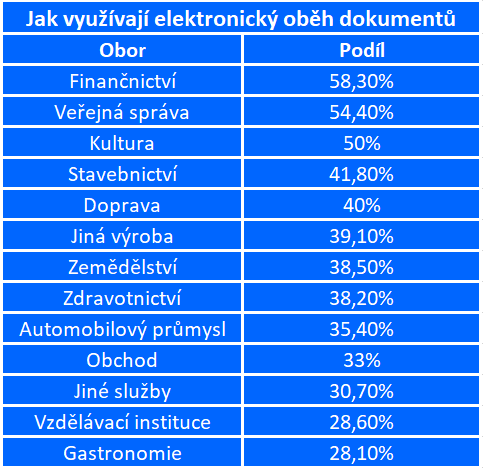 Jak využívají elektronický oběh dokumentů
Obor Podíl
Finančnictví 58,30%
Veřejná správa 54,40%
Kultura 50%
Stavebnictví 41,80%
Doprava 40%
Jiná výroba 39,10%
Zemědělství 38,50%
Zdravotnictví 38,20%
Automobilový průmysl 35,40%
Obchod 33%
Jiné služby 30,70%
Vzdělávací instituce 28,60%
Gastronomie 28,10%